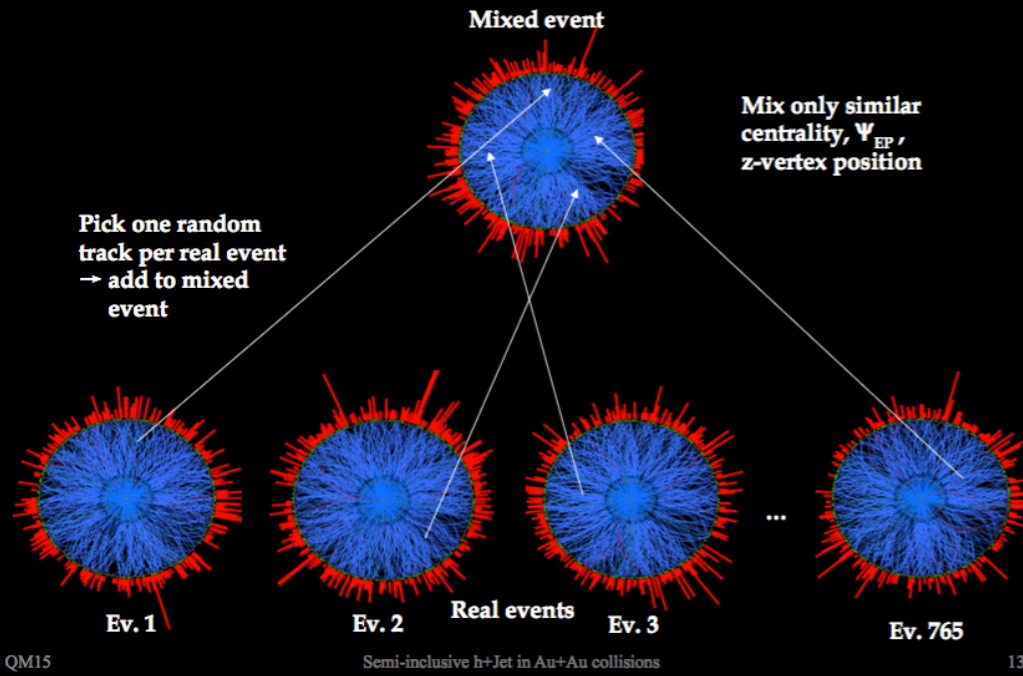 Mixed event
Mix only similar
centrality, Ψ_EP ,
z-vertex position
Pick one random
track per real event
→ add to mixed
event
...
Real events
Ev. 1
Ev. 2
Ev. 3
Ev. 765
QM15
Semi-inclusive h+Jet in Au+Au collisions
13